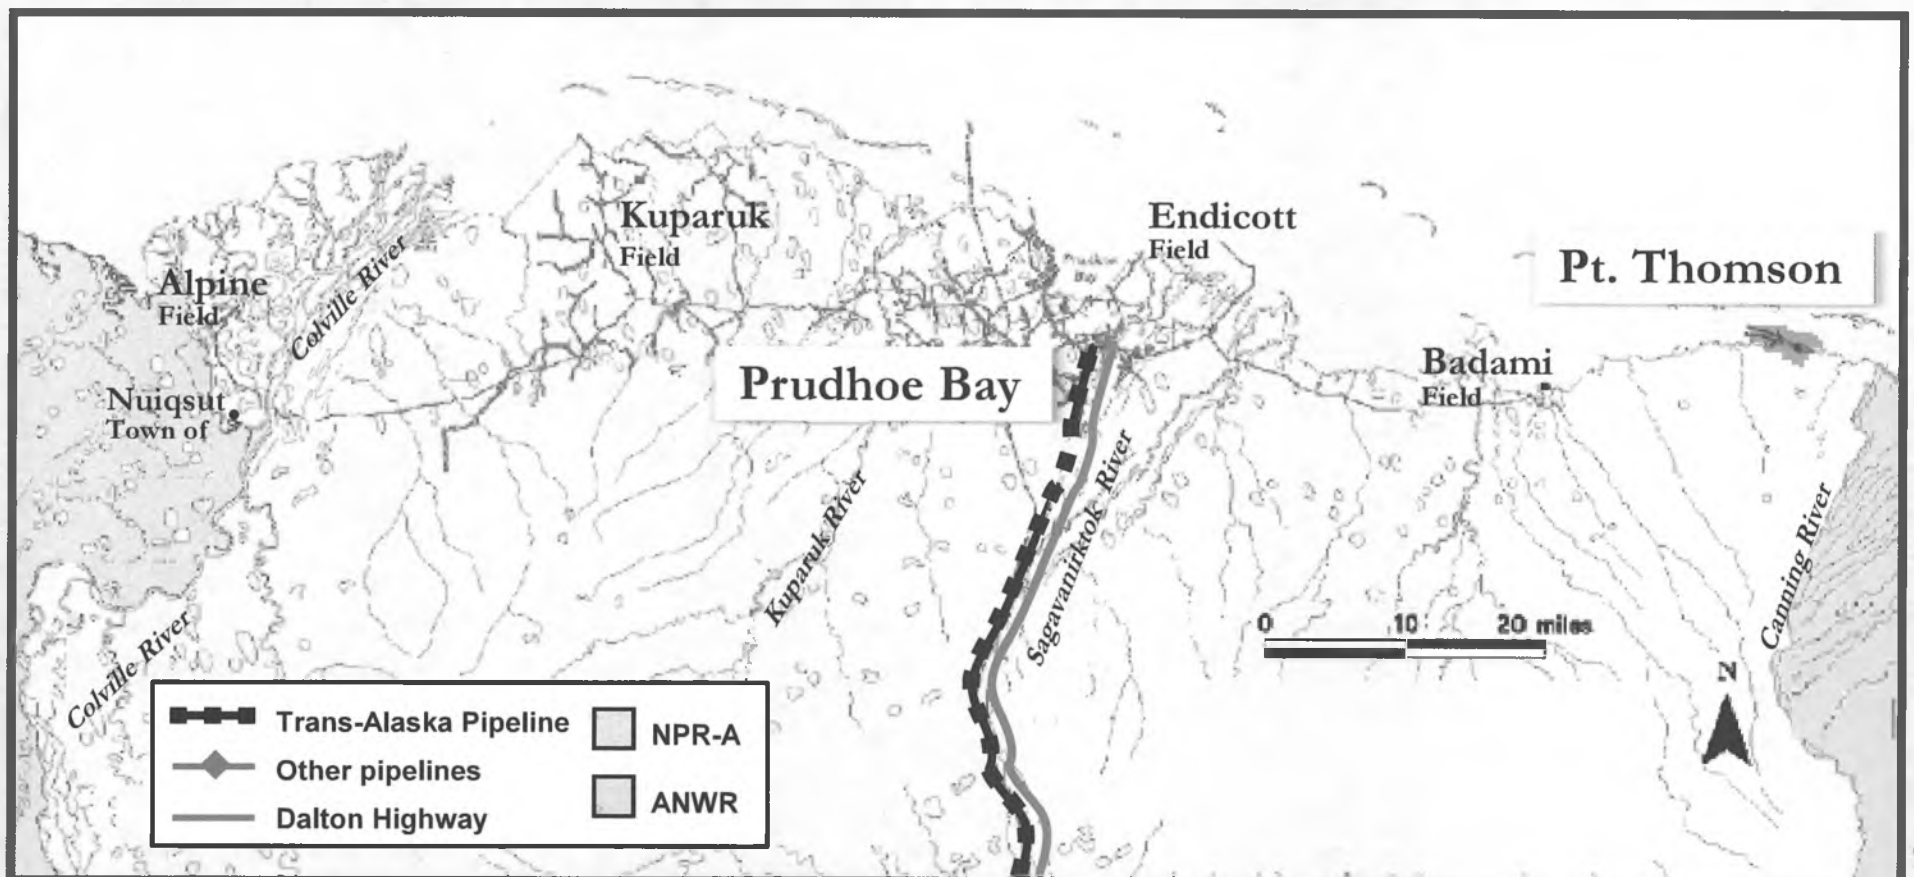 Kuparuk
Field
Endicott
Field
Prudhoe
Bay
Pt. Thomson
Alpine
Field
Colville River
Prudhoe Bay
Badami
Field
Nuiqsut
Town of
Kuparuk River
Sagavanirktok River
Canning River
0 10 20 miles
Colville River
N
Trans-Alaska Pipeline
Other pipelines
Dalton Highway
NPR-A
ANWR